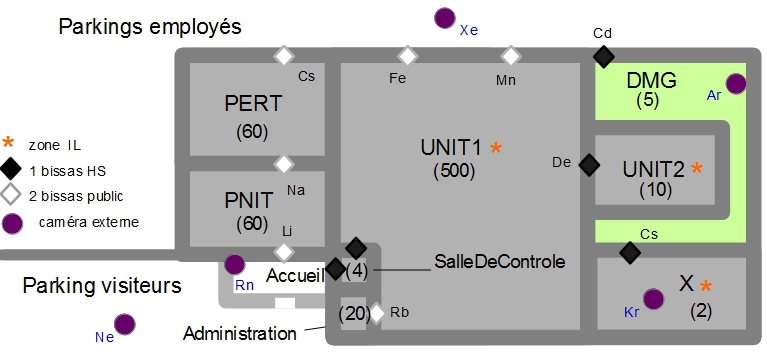 Parkings employés
Xe
Cd
Cs
Fe
Mn
DMG
(5)
Ar
PERT
(60)
UNIT1
(500)
De
UNIT2
(10)
zone IL
1 bissas HS
2 bissas public
caméra externe
Na
PNIT
(60)
Li
Cs
Accueil
(4)
SalleDeControle
Rn
Parking visiteurs
X
(2)
Kr
Ne
Administration
(20)
Rb